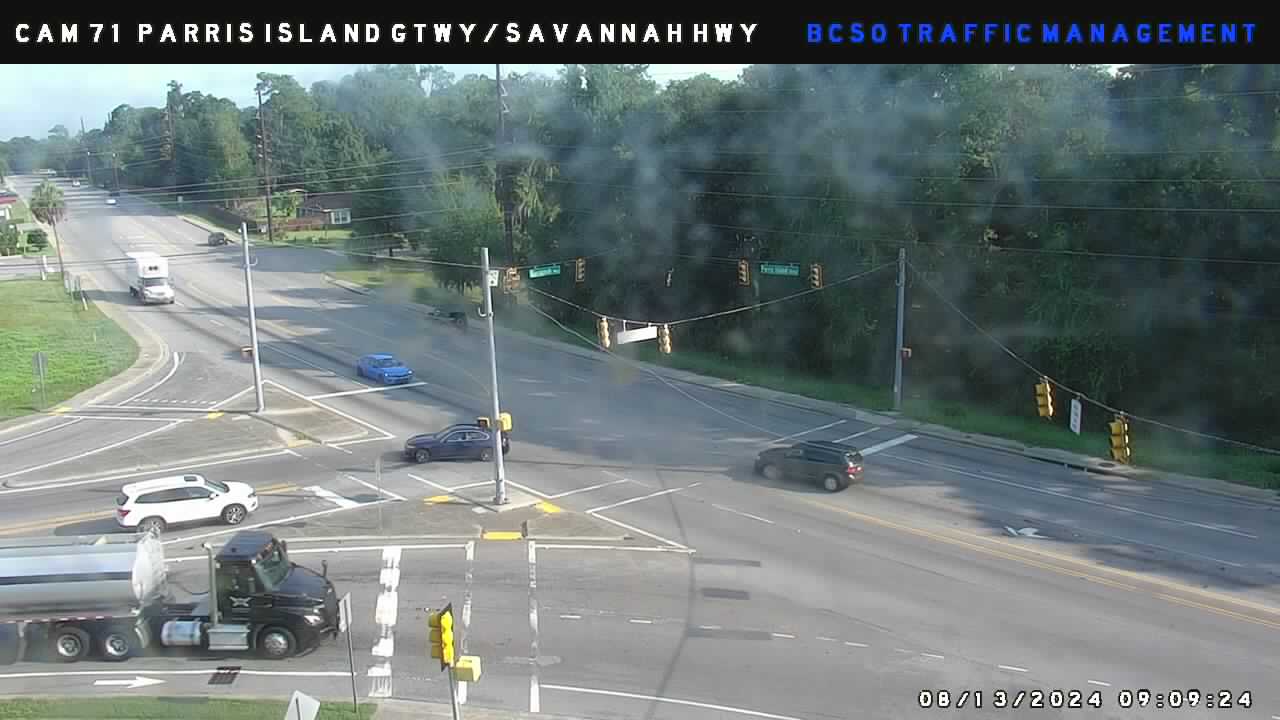 CAM 71 PARRIS ISLAND GTWY/SAVANNAH HWY BCSO TRAFFIC MANAGEMENT
08/13/2024 09:09:24